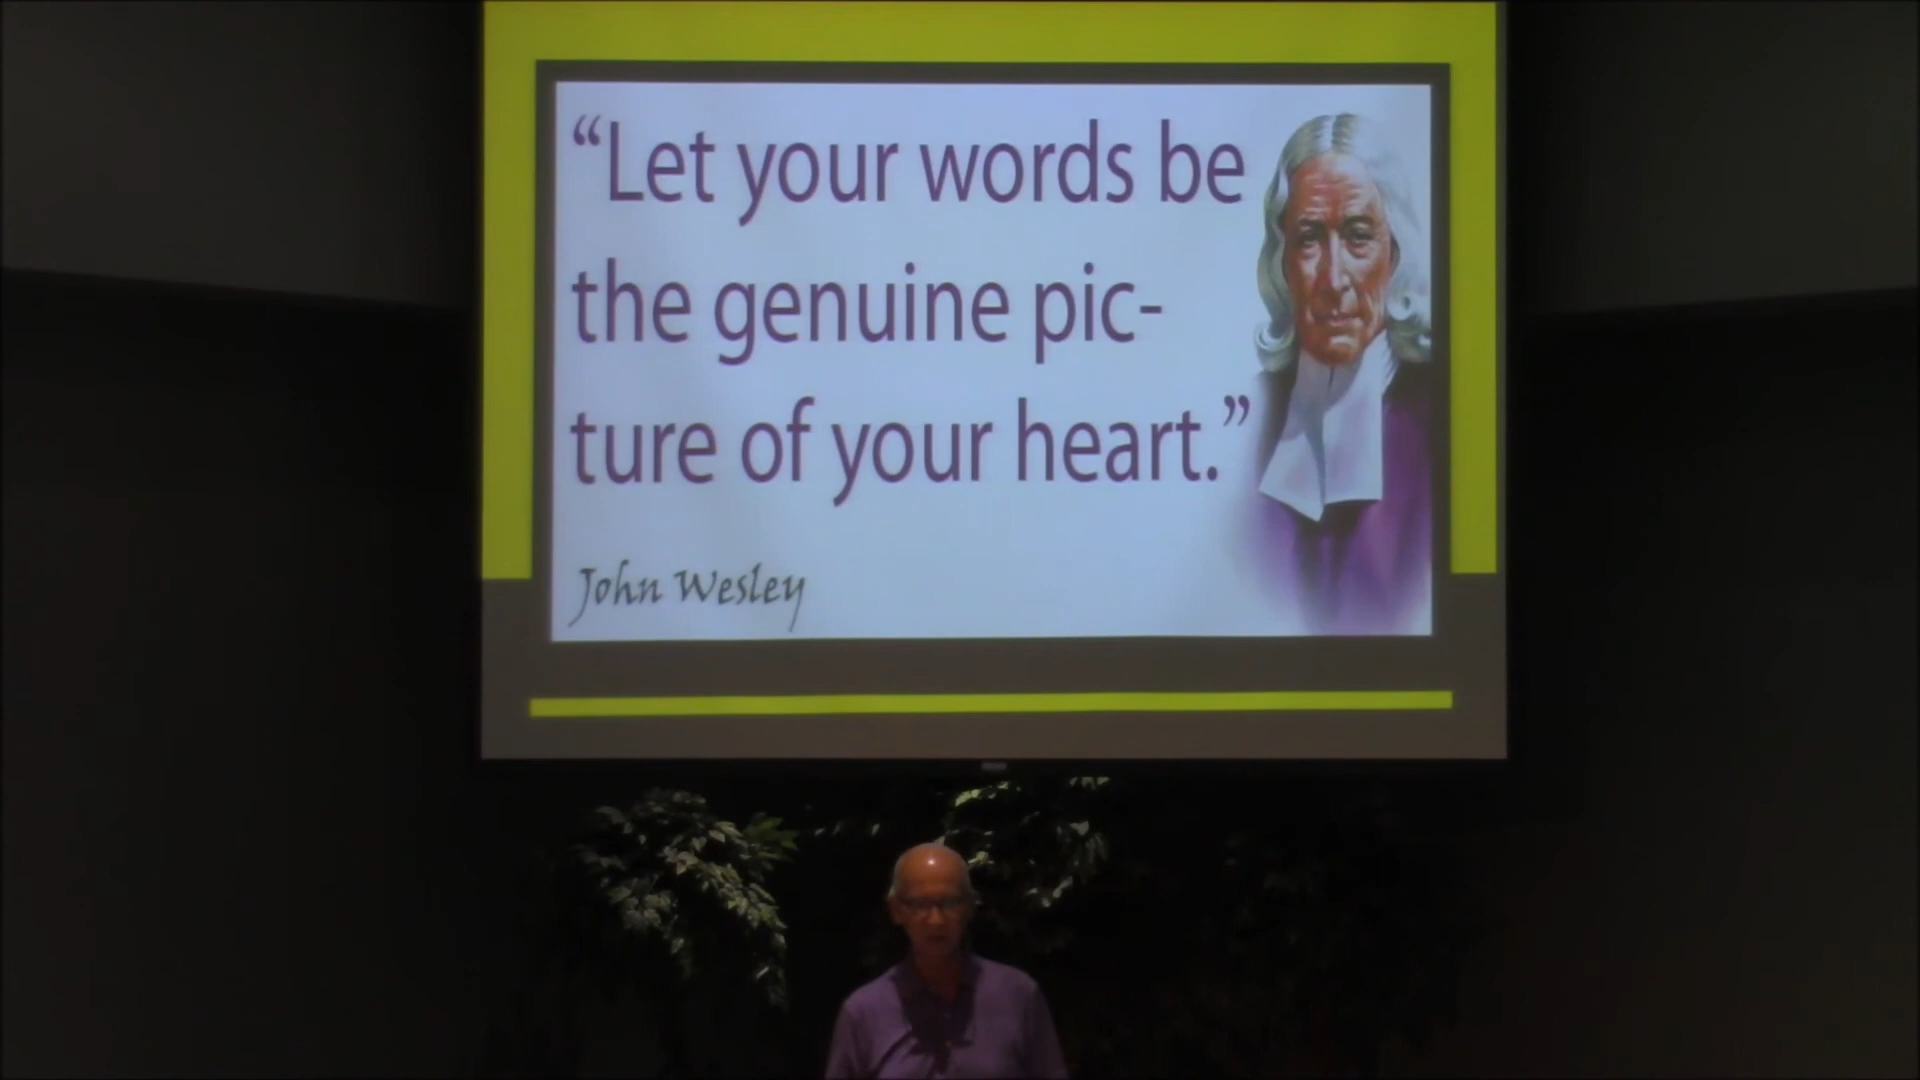 “Let your words be
the genuine pic-
ture of your heart.”
John Wesley